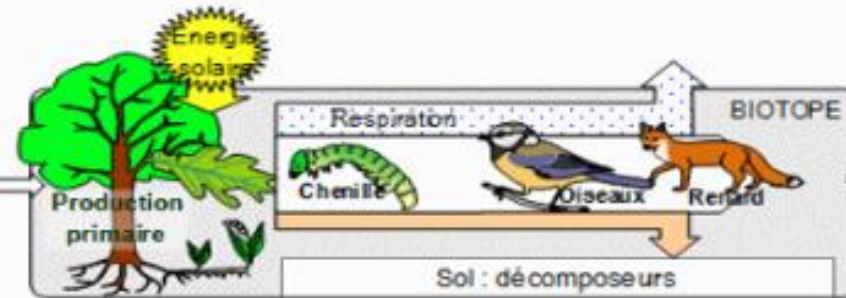 Energie
solaire
Respiration
BIOTOPE
Chenille
Oiseaux
Renard
Production
primaire
Sol : décomposeurs